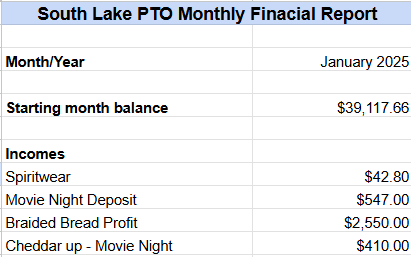 South Lake PTO Monthly Finacial Report
Month/Year January 2025
Starting month balance $39,117.66
Incomes
Spiritwear $42.80
Movie Night Deposit $547.00
Braided Bread Profit $2,550.00
Cheddar up - Movie Night $410.00